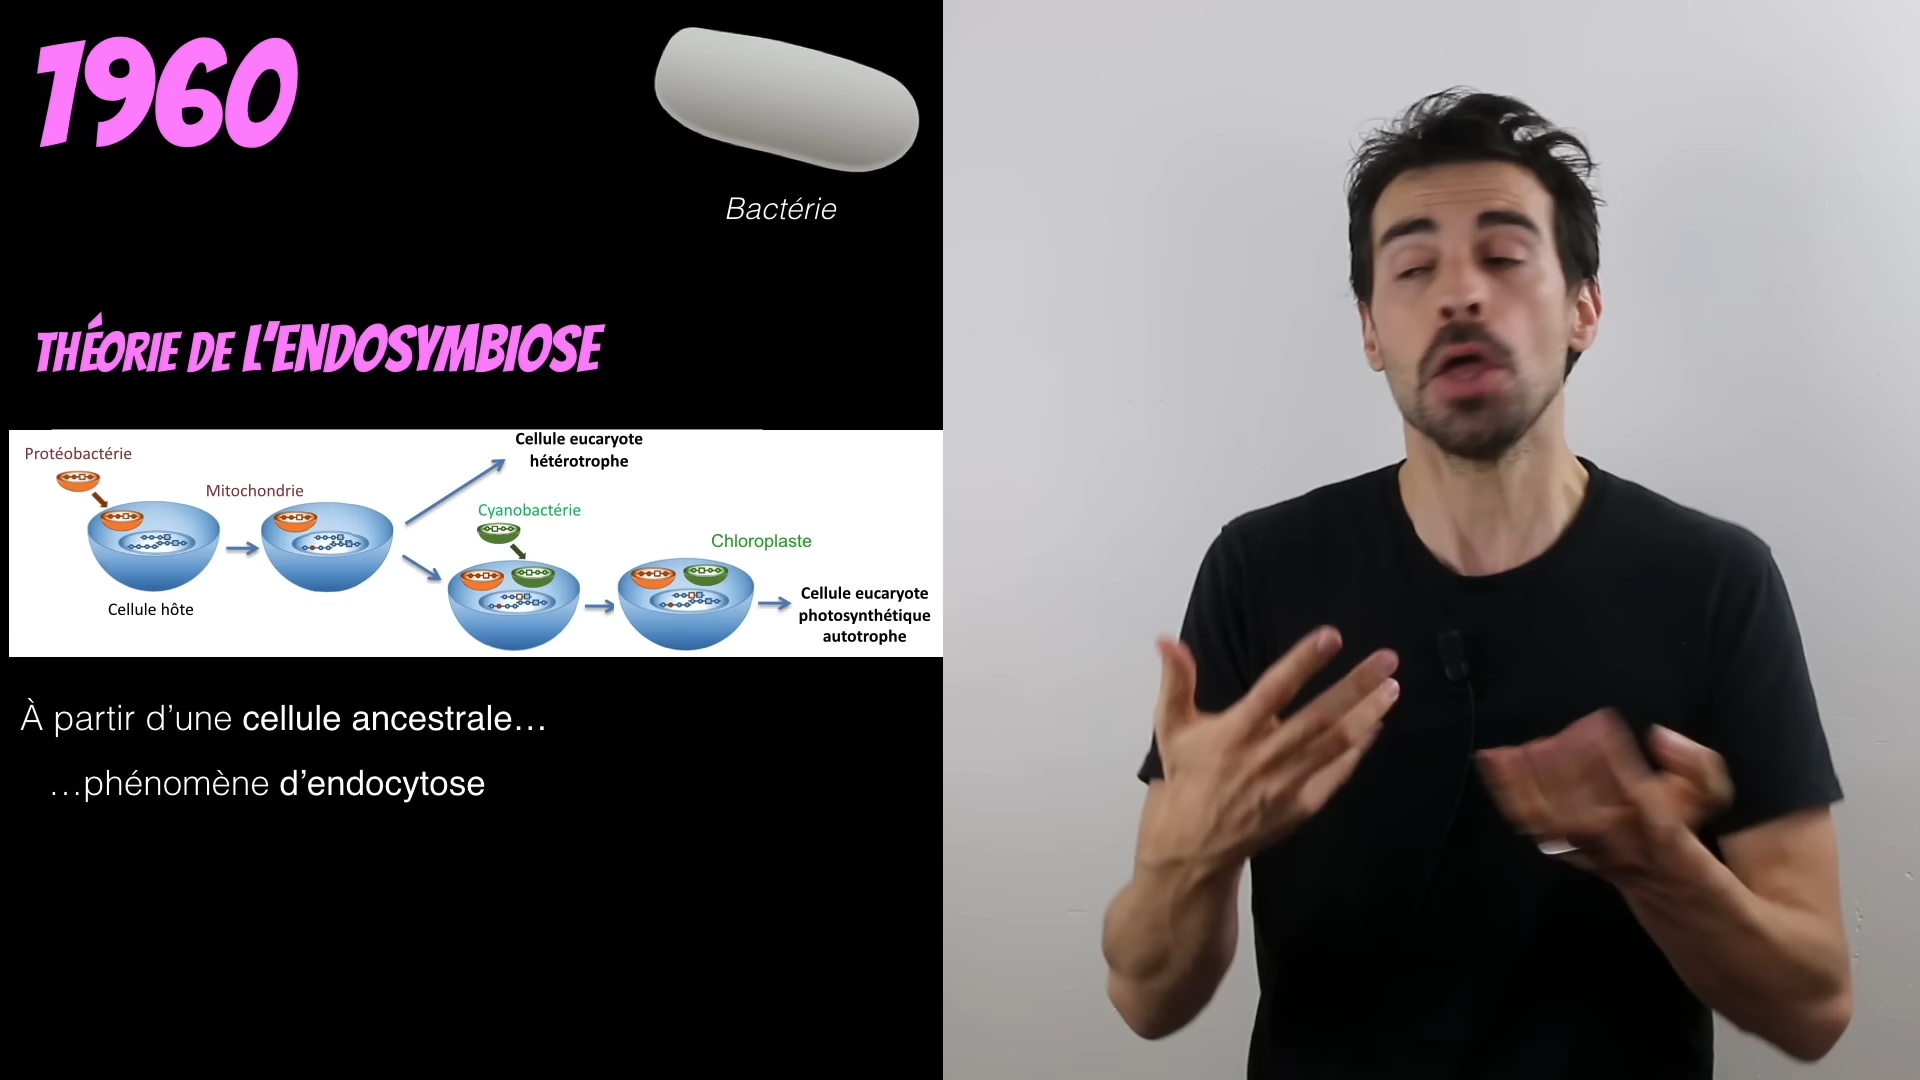 1960
Bactérie
THÉORIE DE L'ENDOSYMBIOSE
Protéobactérie
Mitochondrie
Cellule hôte
Cellule eucaryote
hétérotrophe
Cyanobactérie
Chloroplaste
Cellule eucaryote
photosynthétique
autotrophe
À partir d’une cellule ancestrale…
…phénomène d’endocytose